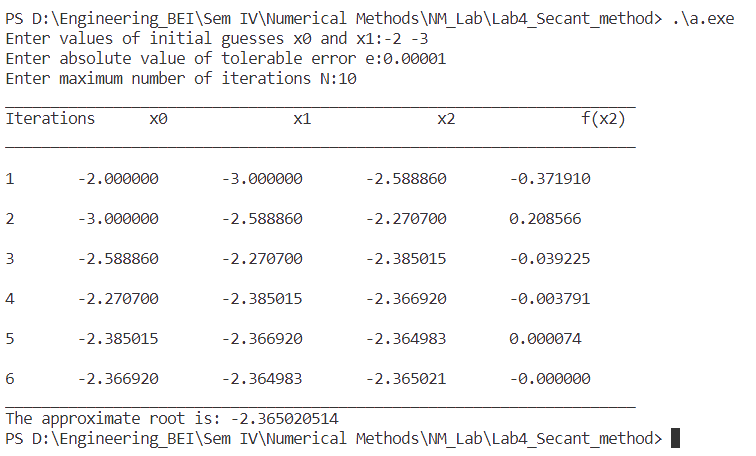 PS D:\Engineering_BEI\Sem IV\Numerical Methods\NM_Lab\Lab4_Secant_method> .\a.exe
Enter values of initial guesses x0 and x1:-2 -3
Enter absolute value of tolerable error e:0.00001
Enter maximum number of iterations N:10
Iterations x0 x1 x2 f(x2)
1 -2.000000 -3.000000 -2.588860 -0.371910
2 -3.000000 -2.588860 -2.270700 0.208566
3 -2.588860 -2.270700 -2.385015 -0.039225
4 -2.270700 -2.385015 -2.366920 -0.003791
5 -2.385015 -2.366920 -2.364983 0.000074
6 -2.366920 -2.364983 -2.365021 -0.000000
The approximate root is: -2.365020514
PS D:\Engineering_BEI\Sem IV\Numerical Methods\NM_Lab\Lab4_Secant_method>